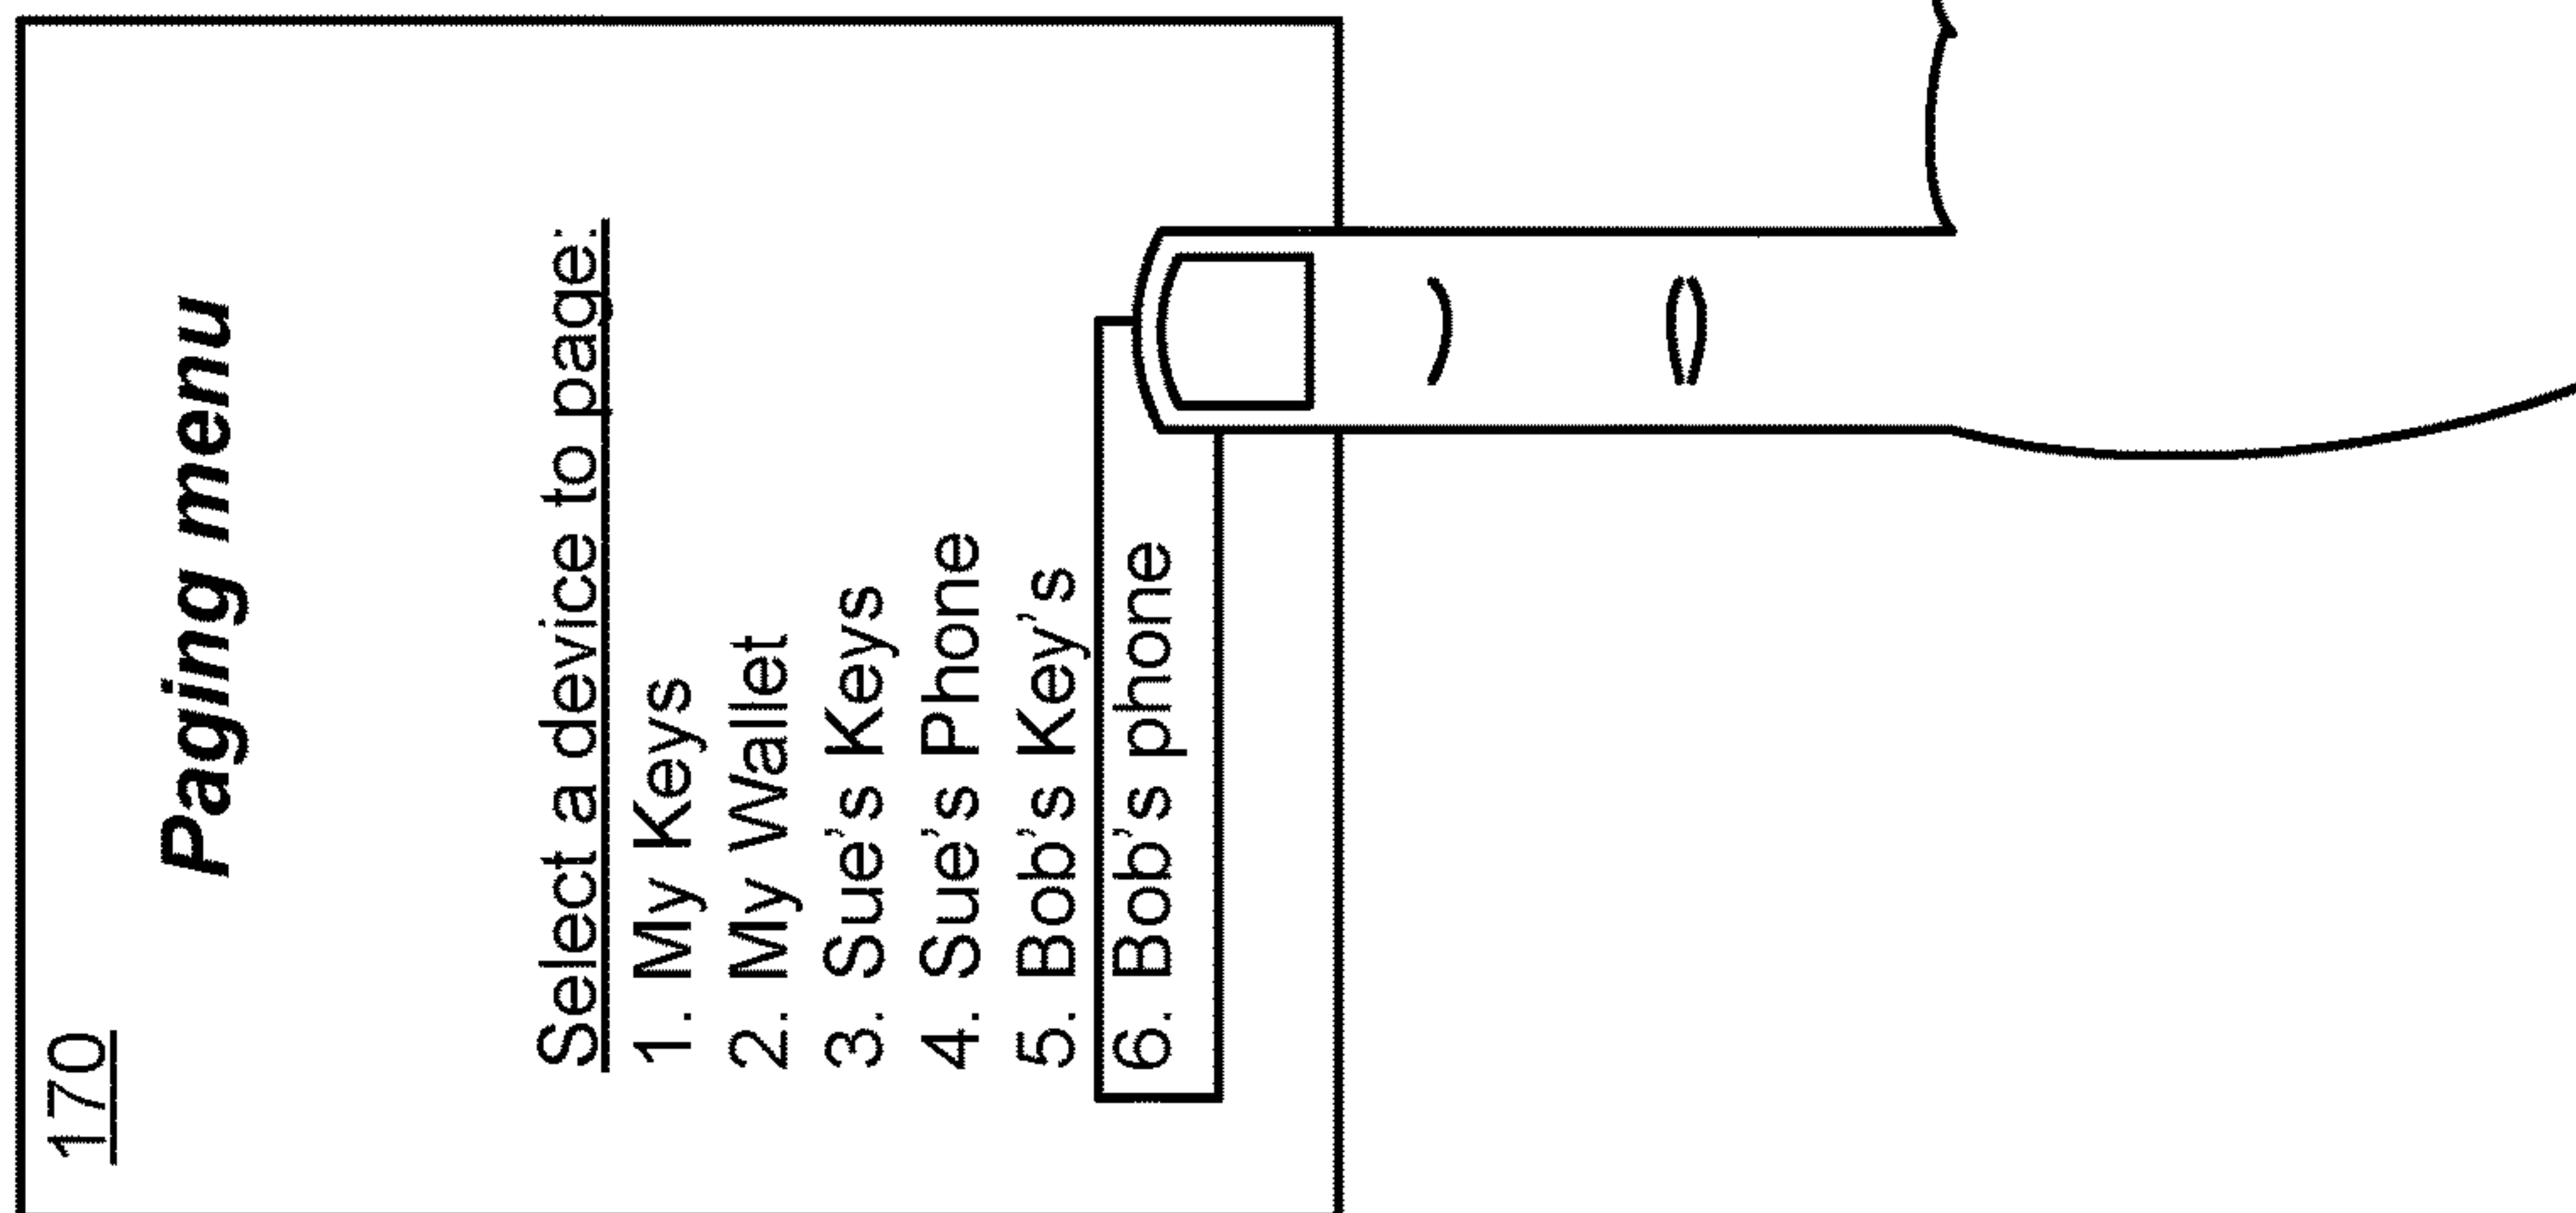 170
Paging menu
Select a device to page:
1. My Keys
2. My Wallet
3. Sue's Keys
4. Sue's Phone
5. Bob's Key's
6. Bob's phone